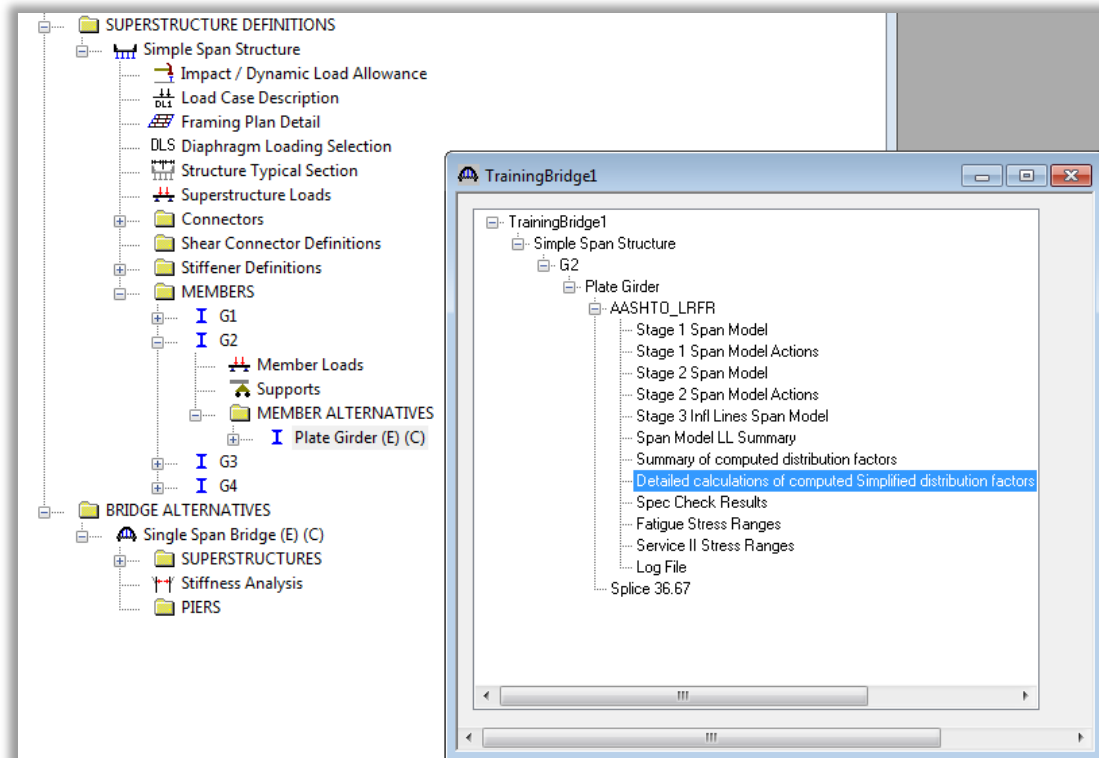 SUPERSTRUCTURE DEFINITIONS
Simple Span Structure
Impact / Dynamic Load Allowance
DL1 Load Case Description
Framing Plan Detail
DLS Diaphragm Loading Selection
Structure Typical Section
Superstructure Loads
Connectors
Shear Connector Definitions
Stiffener Definitions
MEMBERS
G1
G2
Member Loads
Supports
MEMBER ALTERNATIVES
Plate Girder (E) (C)
G3
G4
BRIDGE ALTERNATIVES
Single Span Bridge (E) (C)
SUPERSTRUCTURES
Stiffness Analysis
PIERS
TrainingBridge1
TrainingBridge1
Simple Span Structure
G2
Plate Girder
AASHTO_LRFR
Stage 1 Span Model
Stage 1 Span Model Actions
Stage 2 Span Model
Stage 2 Span Model Actions
Stage 3 Infl Lines Span Model
Span Model LL Summary
Summary of computed distribution factors
Detailed calculations of computed Simplified distribution factors
Spec Check Results
Fatigue Stress Ranges
Service II Stress Ranges
Log File
Splice 36.67